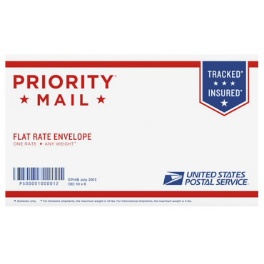 PRIORITY*
★ MAIL ★
TRACKED*
★★★
INSURED*
FLAT RATE ENVELOPE
ONE RATE ★ ANY WEIGHT*
UNITED STATES
POSTAL SERVICE